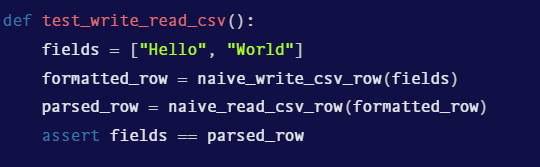 def test_write_read_csv():
    fields = ["Hello", "World"]
    formatted_row = naive_write_csv_row(fields)
    parsed_row = naive_read_csv_row(formatted_row)
    assert fields == parsed_row